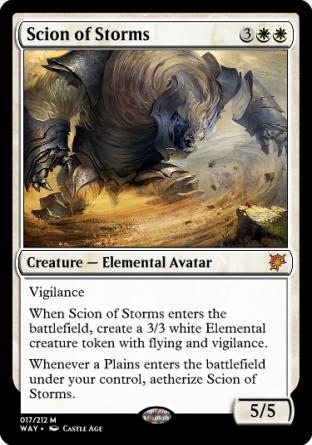 Scion of Storms 3
Creature — Elemental Avatar
Vigilance
When Scion of Storms enters the
battlefield, create a 3/3 white Elemental
creature token with flying and vigilance.
Whenever a Plains enters the battlefield
under your control, aetherize Scion of
Storms.
5/5
017/212 M
WAY • Castle Age